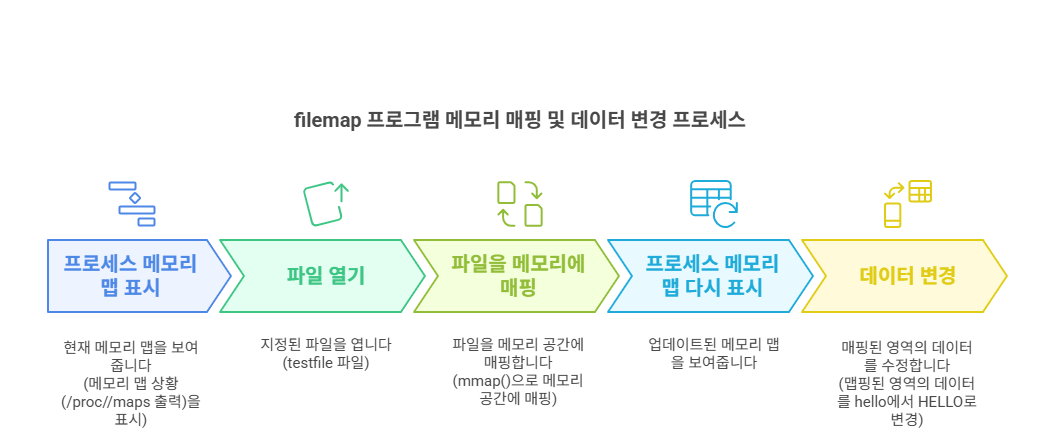 filemap 프로그램 메모리 매핑 및 데이터 변경 프로세스
프로세스 메모리
맵 표시
파일 열기
파일을 메모리에
매핑
프로세스 메모리
맵 다시 표시
데이터 변경
현재 메모리 맵을 보여
줍니다
(메모리 맵 상황
(/proc//maps 출력)을
표시)
지정된 파일을 엽니다
(testfile 파일)
파일을 메모리 공간에
매핑합니다
(mmap()으로 메모리
공간에 매핑)
업데이트된 메모리 맵
을 보여줍니다
매핑된 영역의 데이터
를 수정합니다
(맵핑된 영역의 데이터
를 hello에서 HELLO로
변경)